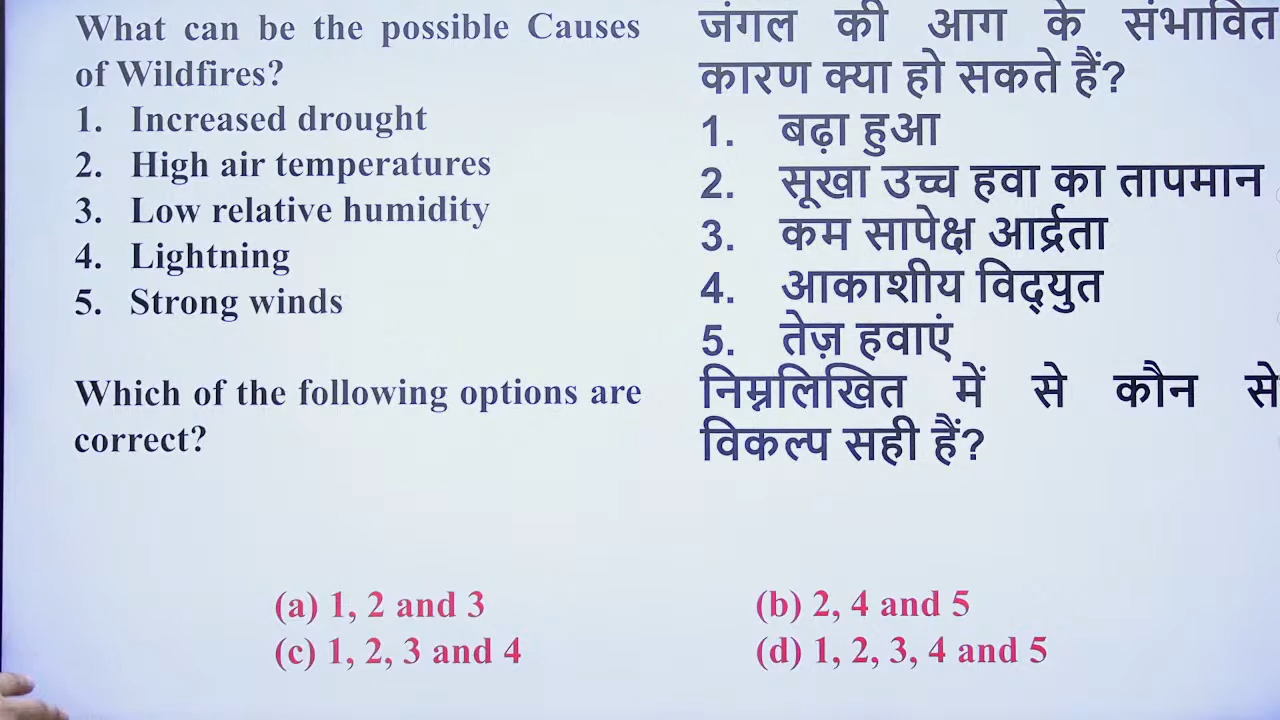 What can be the possible Causes
of Wildfires?
1. Increased drought
2. High air temperatures
3. Low relative humidity
4. Lightning
5. Strong winds
Which of the following options are
correct?
जंगल की आग के संभावित
कारण क्या हो सकते हैं?
1. बढ़ा हुआ
2. सूखा उच्च हवा का तापमान
3. कम सापेक्ष आर्द्रता
4. आकाशीय विद्युत
5. तेज़ हवाएं
निम्नलिखित में से कौन से
विकल्प सही हैं?
(a) 1, 2 and 3
(b) 2, 4 and 5
(c) 1, 2, 3 and 4
(d) 1, 2, 3, 4 and 5